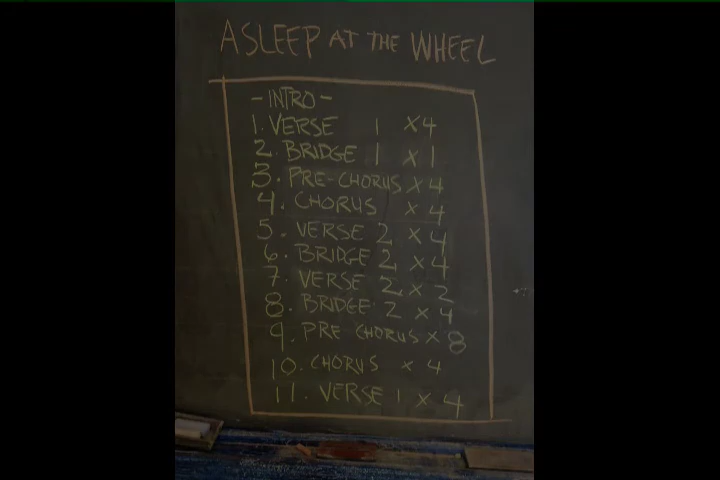 ASLEEP AT THE WHEEL
- INTRO -
1. VERSE 1 x4
2. BRIDGE 1 x1
3. PRE-CHORUS x4
4. CHORUS x4
5. VERSE 2 x4
6. BRIDGE 2 x4
7. VERSE 2 x2
8. BRIDGE 2 x4
9. PRE CHORUS x8
10. CHORUS x4
11. VERSE 1 x4